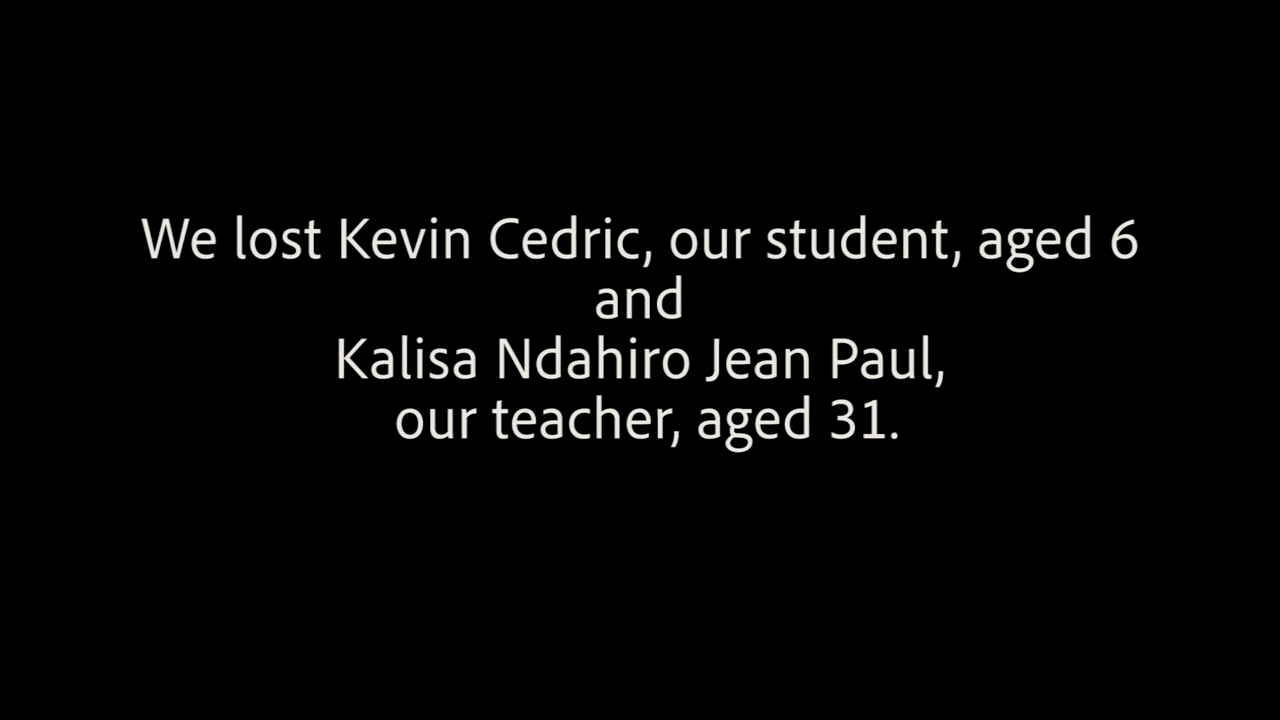 We lost Kevin Cedric, our student, aged 6
and
Kalisa Ndahiro Jean Paul,
our teacher, aged 31.